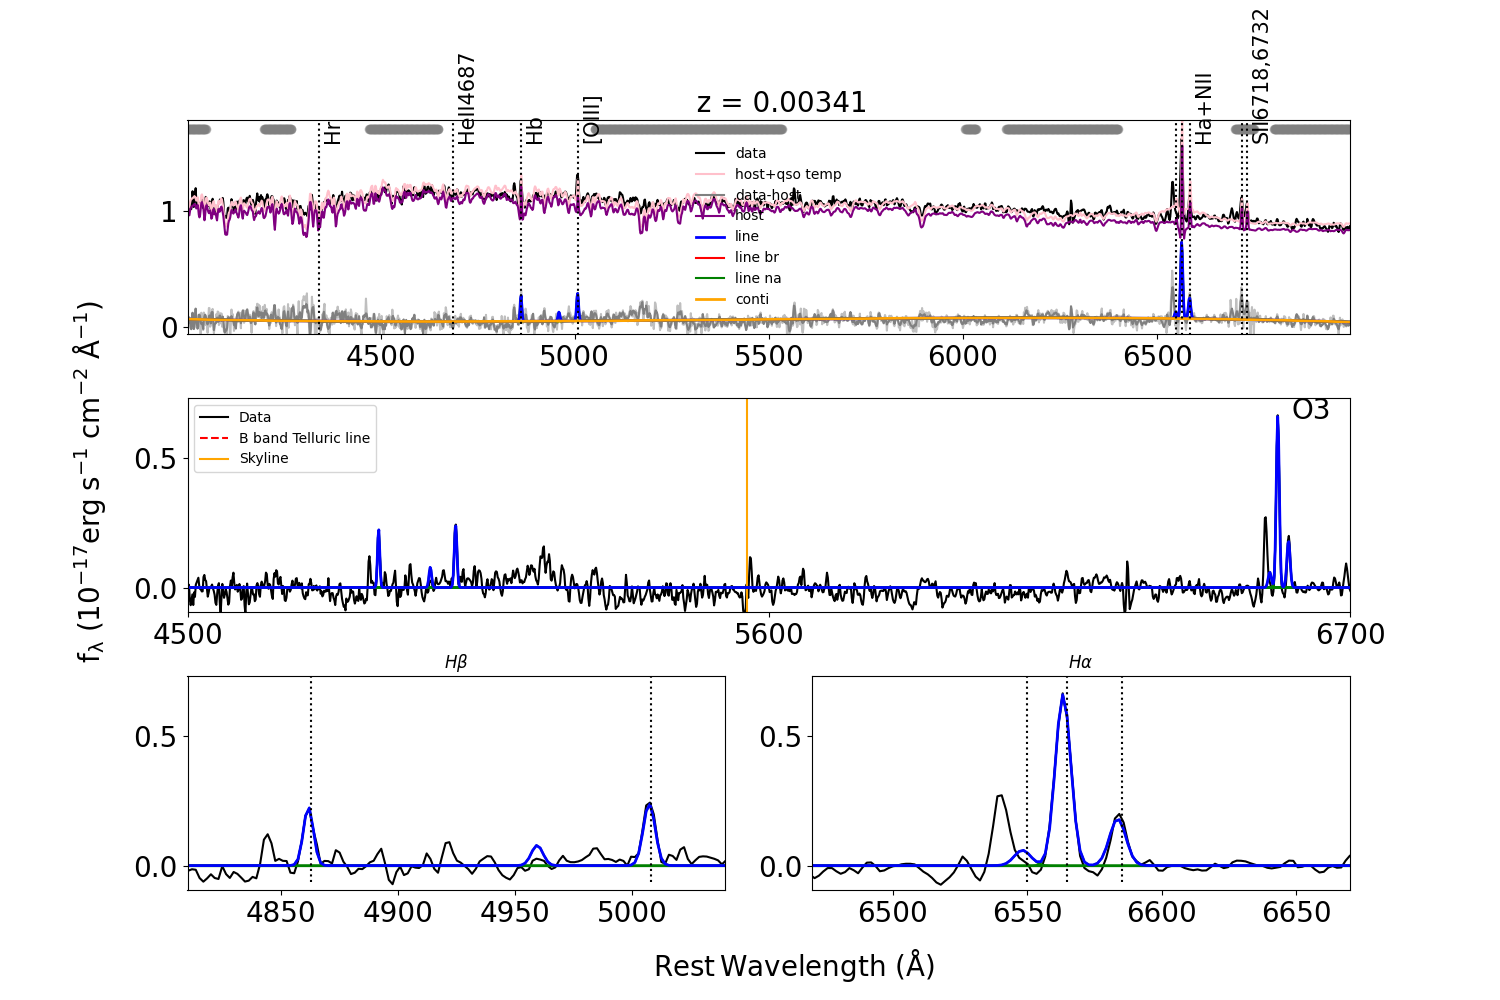 z = 0.00341
Hr
HeII4687
Hb
[OIII]
Ha+NII
SII6718,6732
data
host+qso temp
data-host
host
line
line br
line na
conti
1
0
4500
5000
5500
6000
6500
f_λ (10⁻¹⁷erg s⁻¹ cm⁻² Å⁻¹)
Data
B band Telluric line
Skyline
O3
0.5
0.0
4500
5600
6700
Hβ
0.5
0.0
4850
4900
4950
5000
Hα
0.5
0.0
6500
6550
6600
6650
Rest Wavelength (Å)